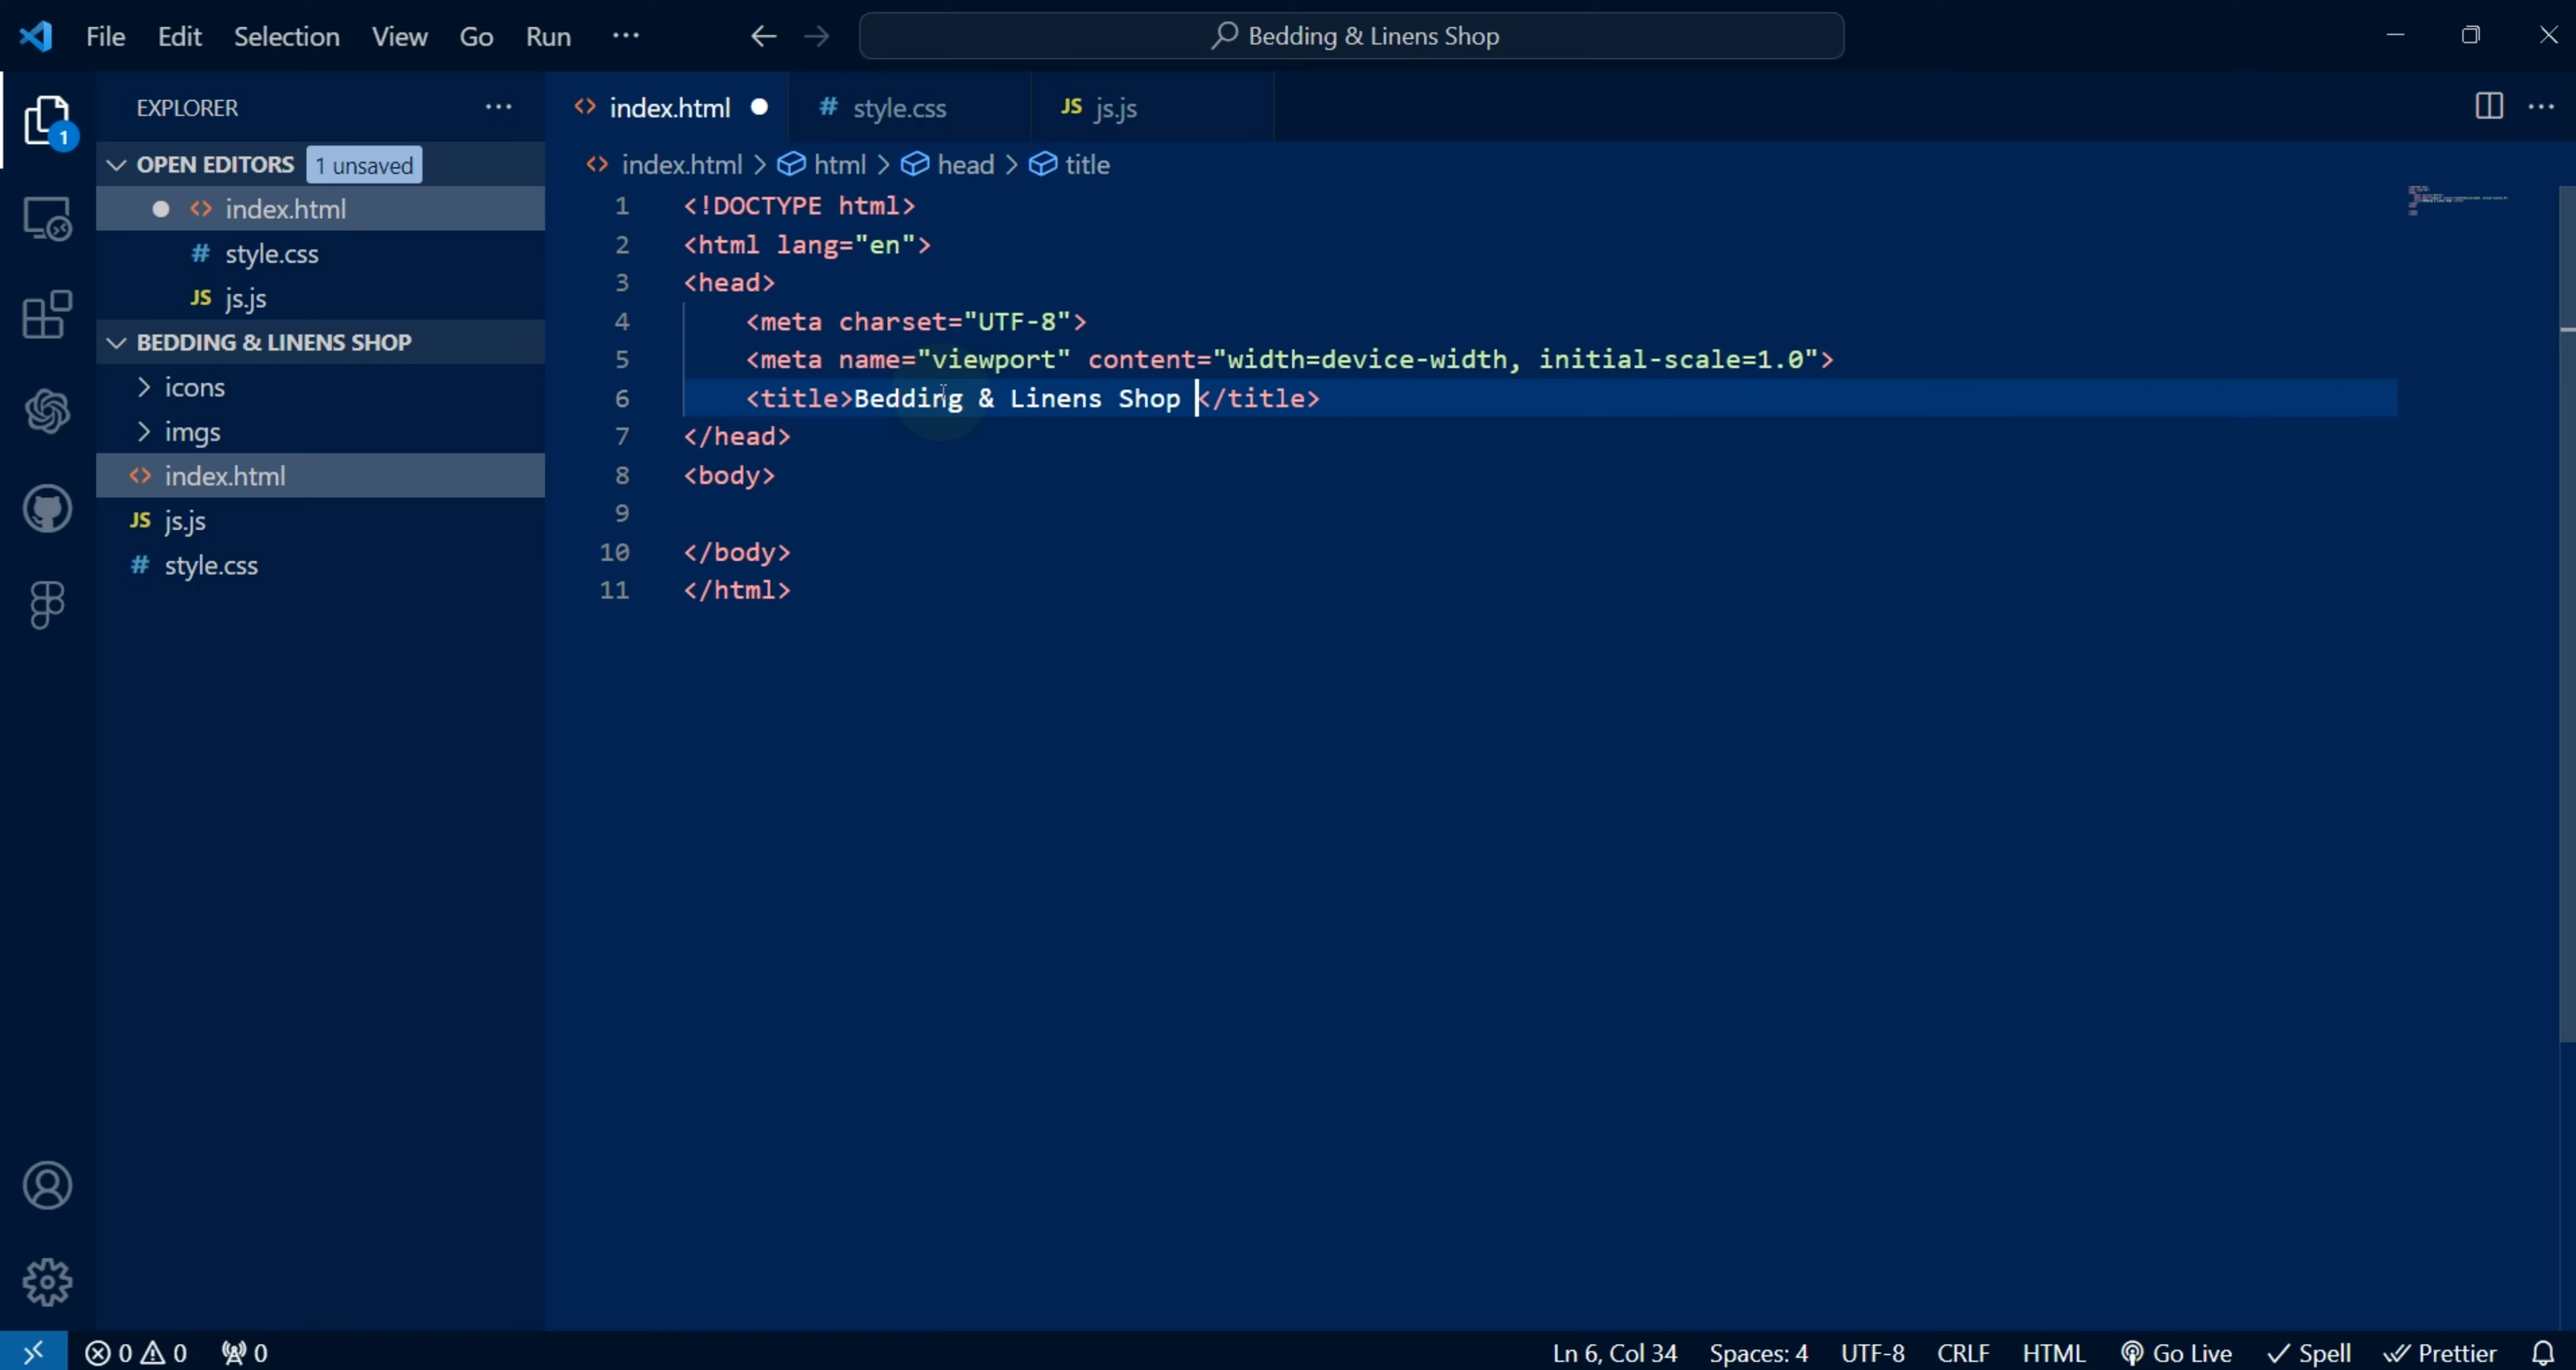 File Edit Selection View Go Run ··· Bedding & Linens Shop
EXPLORER ···
OPEN EDITORS 1 unsaved
index.html
# style.css
JS js.js
BEDDING & LINENS SHOP
icons
imgs
index.html
JS js.js
# style.css
1
index.html # style.css JS js.js
index.html > html > head > title
1 <!DOCTYPE html>
2 <html lang="en">
3 <head>
4 <meta charset="UTF-8">
5 <meta name="viewport" content="width=device-width, initial-scale=1.0">
6 <title>Bedding & Linens Shop </title>
7 </head>
8 <body>
9
10 </body>
11 </html>
0 0 0 Ln 6, Col 34 Spaces: 4 UTF-8 CRLF HTML Go Live Spell Prettier